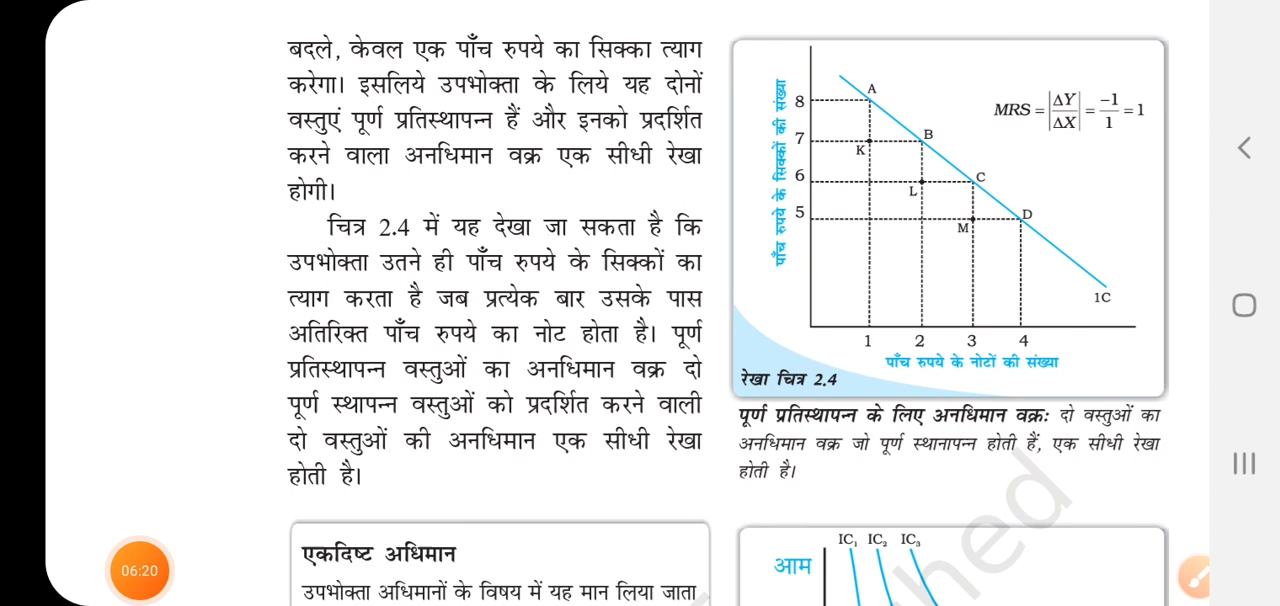 बदले, केवल एक पाँच रुपये का सिक्का त्याग
करेगा। इसलिये उपभोक्ता के लिये यह दोनों
वस्तुएं पूर्ण प्रतिस्थापन्न हैं और इनको प्रदर्शित
करने वाला अनधिमान वक्र एक सीधी रेखा
होगी।
चित्र 2.4 में यह देखा जा सकता है कि
उपभोक्ता उतने ही पाँच रुपये के सिक्कों का
त्याग करता है जब प्रत्येक बार उसके पास
अतिरिक्त पाँच रुपये का नोट होता है। पूर्ण
प्रतिस्थापन्न वस्तुओं का अनधिमान वक्र दो
पूर्ण स्थापन्न वस्तुओं को प्रदर्शित करने वाली
दो वस्तुओं की अनधिमान एक सीधी रेखा
होती है।
एकदिष्ट अधिमान
उपभोक्ता अधिमानों के विषय में यह मान लिया जाता
पाँच रुपये के सिक्कों की संख्या
8
7
6
5
A
B
C
D
K
L
M
1C
MRS = |ΔY/ΔX| = -1/1 = 1
1 2 3 4
पाँच रुपये के नोटों की संख्या
रेखा चित्र 2.4
पूर्ण प्रतिस्थापन्न के लिए अनधिमान वक्रः दो वस्तुओं का
अनधिमान वक्र जो पूर्ण स्थानापन्न होती हैं, एक सीधी रेखा
होती है।
IC₁ IC₂ IC₃
आम
06:20